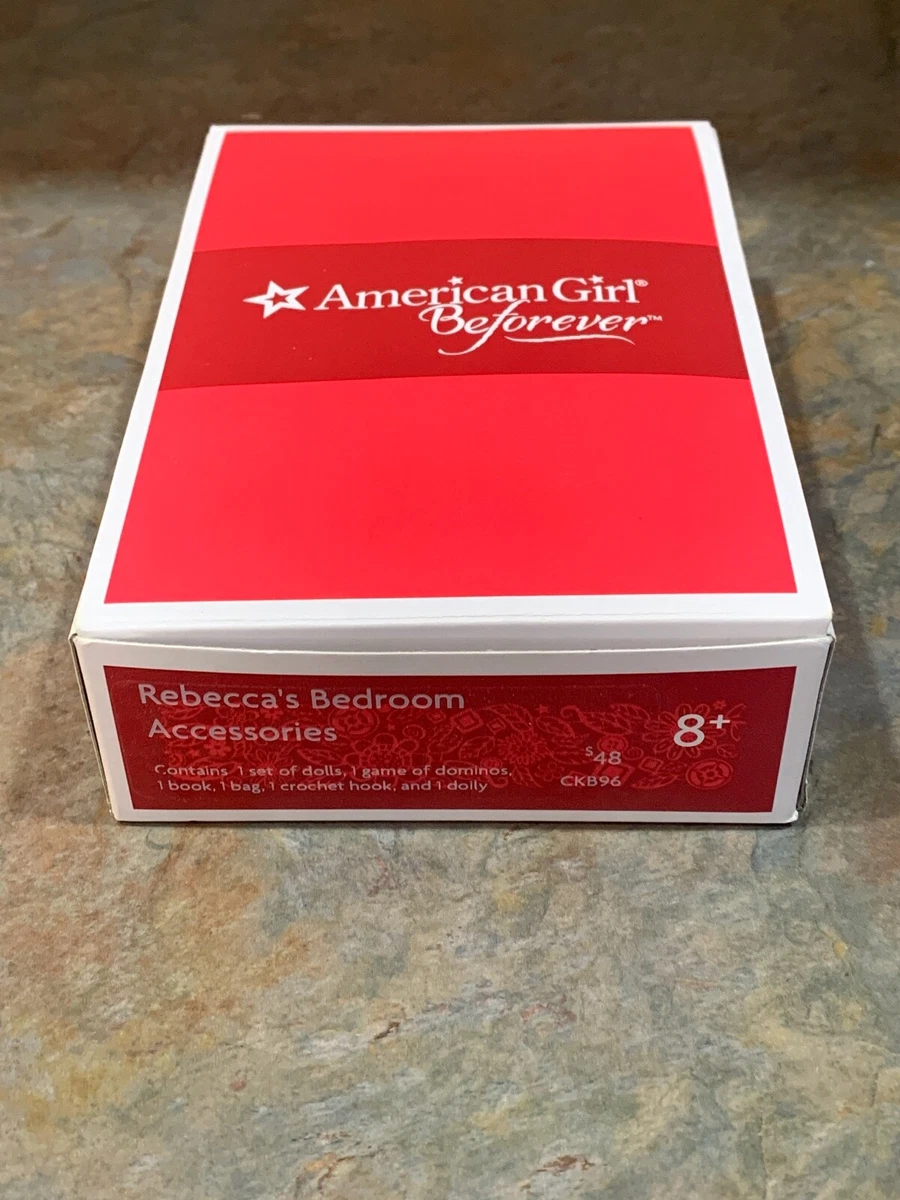 American Girl®
Beforever™
Rebecca's Bedroom
Accessories
8+
$48
Contains 1 set of dolls, 1 game of dominos,
1 book, 1 bag, 1 crochet hook, and 1 doily
CKB96